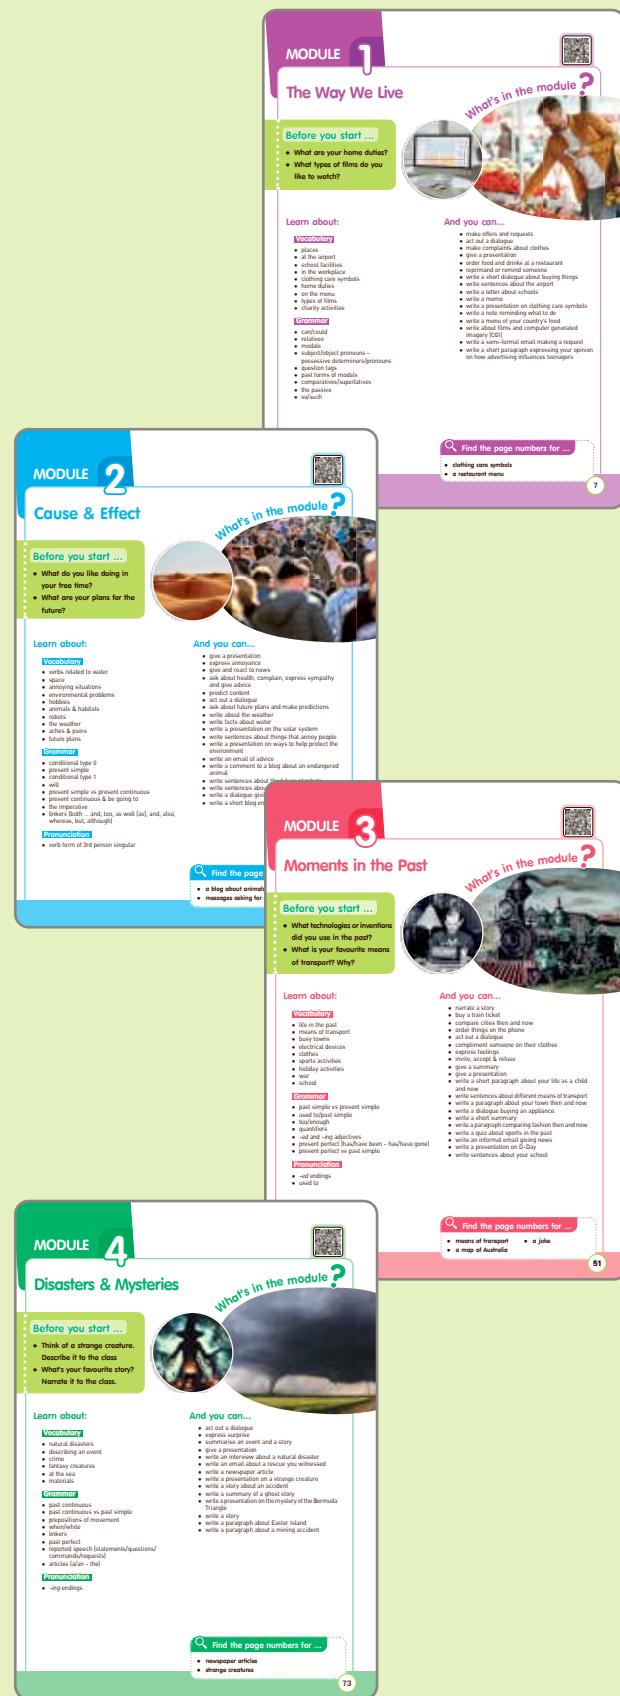 MODULE 1
The Way We Live
What's in the module?
Before you start ...
• What are your home duties?
• What types of films do you
like to watch?
Learn about:
Vocabulary
• places
• at the airport
• school facilities
• in the workplace
• clothing care symbols
• home duties
• on the menu
• types of films
• charity activities
Grammar
• can/could
• relatives
• modals
• subject/object pronouns –
possessive determiners/pronouns
• question tags
• past forms of modals
• comparatives/superlatives
• the passive
• so/such
And you can...
• make offers and requests
• act out a dialogue
• make complaints about clothes
• give a presentation
• order food and drinks at a restaurant
• reprimand or remind someone
• write a short dialogue about buying things
• write sentences about the airport
• write a letter about schools
• write a memo
• write a presentation on clothing care symbols
• write a note reminding what to do
• write a menu of your country's food
• write about films and computer generated
imagery (CGI)
• write a semi-formal email making a request
• write a short paragraph expressing your opinion
on how advertising influences teenagers
Find the page numbers for ...
• clothing care symbols
• a restaurant menu
7
MODULE 2
Cause & Effect
What's in the module?
Before you start ...
• What do you like doing in
your free time?
• What are your plans for the
future?
Learn about:
Vocabulary
• verbs related to water
• space
• annoying situations
• environmental problems
• hobbies
• animals & habitats
• robots
• the weather
• aches & pains
• future plans
Grammar
• conditional type 0
• present simple
• conditional type 1
• will
• present simple vs present continuous
• present continuous & be going to
• the imperative
• linkers (both ... and, too, as well (as), and, also,
whereas, but, although)
Pronunciation
• verb form of 3rd person singular
And you can...
• give a presentation
• express annoyance
• give and react to news
• ask about health, complain, express sympathy
and give advice
• predict content
• act out a dialogue
• ask about future plans and make predictions
• write about the weather
• write facts about water
• write a presentation on the solar system
• write sentences about things that annoy people
• write a presentation on ways to help protect the
environment
• write an email of advice
• write a comment to a blog about an endangered
animal
• write sentences about the future of robots
• write sentences abou
• write a dialogue givi
• write a short blog en
Find the page
• a blog about animals
• messages asking for
MODULE 3
Moments in the Past
What's in the module?
Before you start ...
• What technologies or inventions
did you use in the past?
• What is your favourite means
of transport? Why?
Learn about:
Vocabulary
• life in the past
• means of transport
• busy towns
• electrical devices
• clothes
• sports activities
• holiday activities
• war
• school
Grammar
• past simple vs present simple
• used to/past simple
• too/enough
• quantifiers
• -ed and -ing adjectives
• present perfect (has/have been – has/have gone)
• present perfect vs past simple
Pronunciation
• -ed endings
• used to
And you can...
• narrate a story
• buy a train ticket
• compare cities then and now
• order things on the phone
• act out a dialogue
• compliment someone on their clothes
• express feelings
• invite, accept & refuse
• give a summary
• give a presentation
• write a short paragraph about your life as a child
and now
• write sentences about different means of transport
• write a paragraph about your town then and now
• write a dialogue buying an appliance.
• write a short summary
• write a paragraph comparing fashion then and now
• write a quiz about sports in the past
• write an informal email giving news
• write a presentation on D-Day
• write sentences about your school
Find the page numbers for ...
• means of transport • a joke
• a map of Australia
51
MODULE 4
Disasters & Mysteries
What's in the module?
Before you start ...
• Think of a strange creature.
Describe it to the class
• What's your favourite story?
Narrate it to the class.
Learn about:
Vocabulary
• natural disasters
• describing an event
• crime
• fantasy creatures
• at the sea
• materials
Grammar
• past continuous
• past continuous vs past simple
• prepositions of movement
• when/while
• linkers
• past perfect
• reported speech (statements/questions/
commands/requests)
• articles (a/an – the)
Pronunciation
• -ing endings
And you can...
• act out a dialogue
• express surprise
• summarise an event and a story
• give a presentation
• write an interview about a natural disaster
• write an email about a rescue you witnessed
• write a newspaper article
• write a presentation on a strange creature
• write a story about an accident
• write a summary of a ghost story
• write a presentation on the mystery of the Bermuda
Triangle
• write a story
• write a paragraph about Easter Island
• write a paragraph about a mining accident
Find the page numbers for ...
• newspaper articles
• strange creatures
73